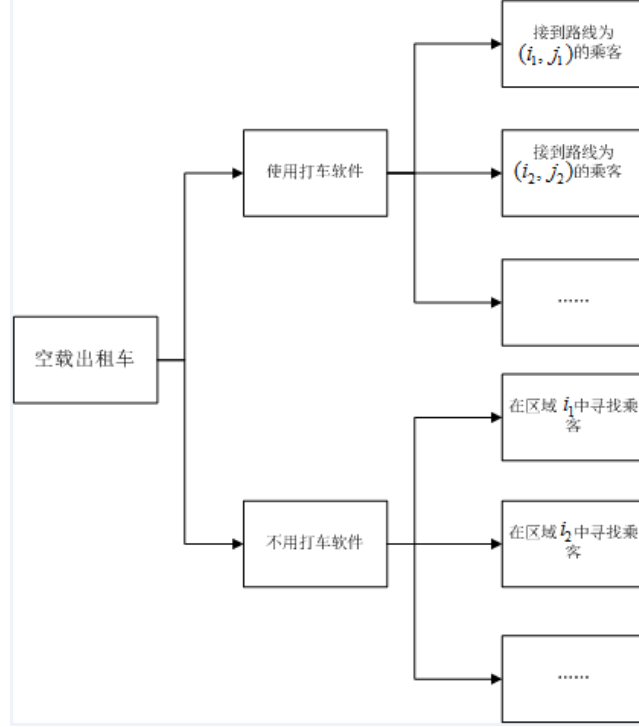 接到路线为
(i₁, j₁)的乘客
接到路线为
(i₂, j₂)的乘客
使用打车软件
......
空载出租车
在区域 i₁中寻找乘
客
不用打车软件
在区域 i₂中寻找乘
客
......